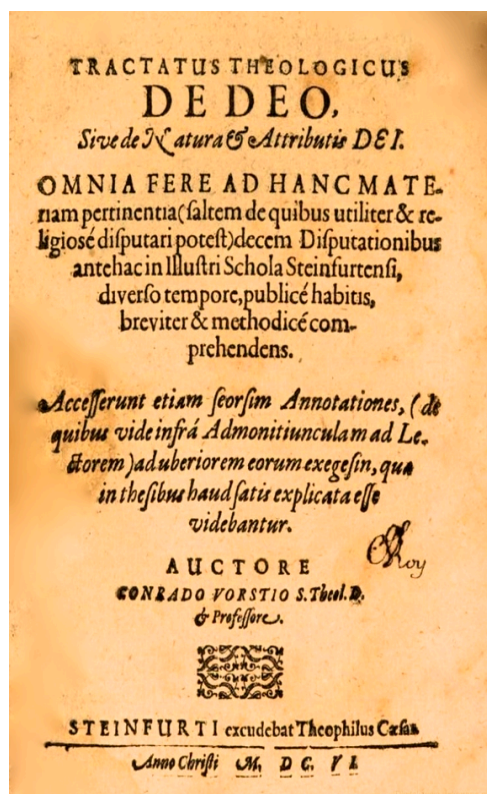 TRACTATUS THEOLOGICUS
DE DEO,
Sive de Natura & Attributis DEI.
OMNIA FERE AD HANC MATE-
riam pertinentia (saltem de quibus utiliter & re-
ligiosé disputari potest) decem Disputationibus
antehac in Illustri Schola Steinfurtensi,
diverso tempore, publicé habitis,
breviter & methodicé com-
prehendens.
Accesserunt etiam seorsim Annotationes, (de
quibus vide infrá Admonitiunculam ad Le-
ctorem) ad uberiorem eorum exegesin, quæ
in thesibus haud satis explicata esse
videbantur.
AUCTORE
CONRADO VORSTIO S. Theol. D.
& Professore.
STEINFURTI excudebat Theophilus Cæsar
Anno Christi M. D C. VI.